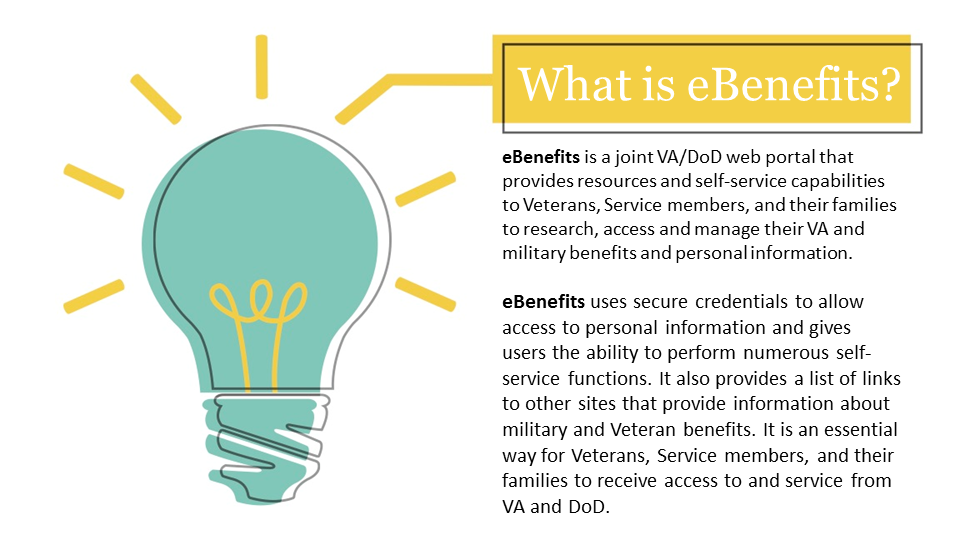 What is eBenefits?
eBenefits is a joint VA/DoD web portal that
provides resources and self-service capabilities
to Veterans, Service members, and their families
to research, access and manage their VA and
military benefits and personal information.
eBenefits uses secure credentials to allow
access to personal information and gives
users the ability to perform numerous self-
service functions. It also provides a list of links
to other sites that provide information about
military and Veteran benefits. It is an essential
way for Veterans, Service members, and their
families to receive access to and service from
VA and DoD.